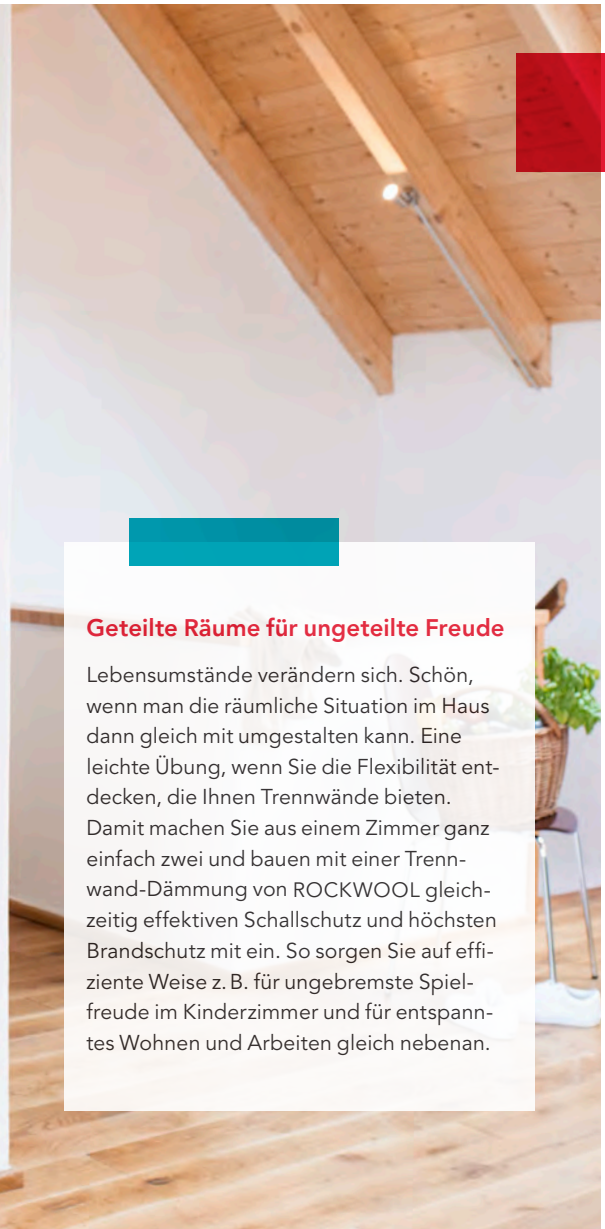 Geteilte Räume für ungeteilte Freude
Lebensumstände verändern sich. Schön,
wenn man die räumliche Situation im Haus
dann gleich mit umgestalten kann. Eine
leichte Übung, wenn Sie die Flexibilität ent-
decken, die Ihnen Trennwände bieten.
Damit machen Sie aus einem Zimmer ganz
einfach zwei und bauen mit einer Trenn-
wand-Dämmung von ROCKWOOL gleich-
zeitig effektiven Schallschutz und höchsten
Brandschutz mit ein. So sorgen Sie auf effi-
ziente Weise z. B. für ungebremste Spiel-
freude im Kinderzimmer und für entspann-
tes Wohnen und Arbeiten gleich nebenan.